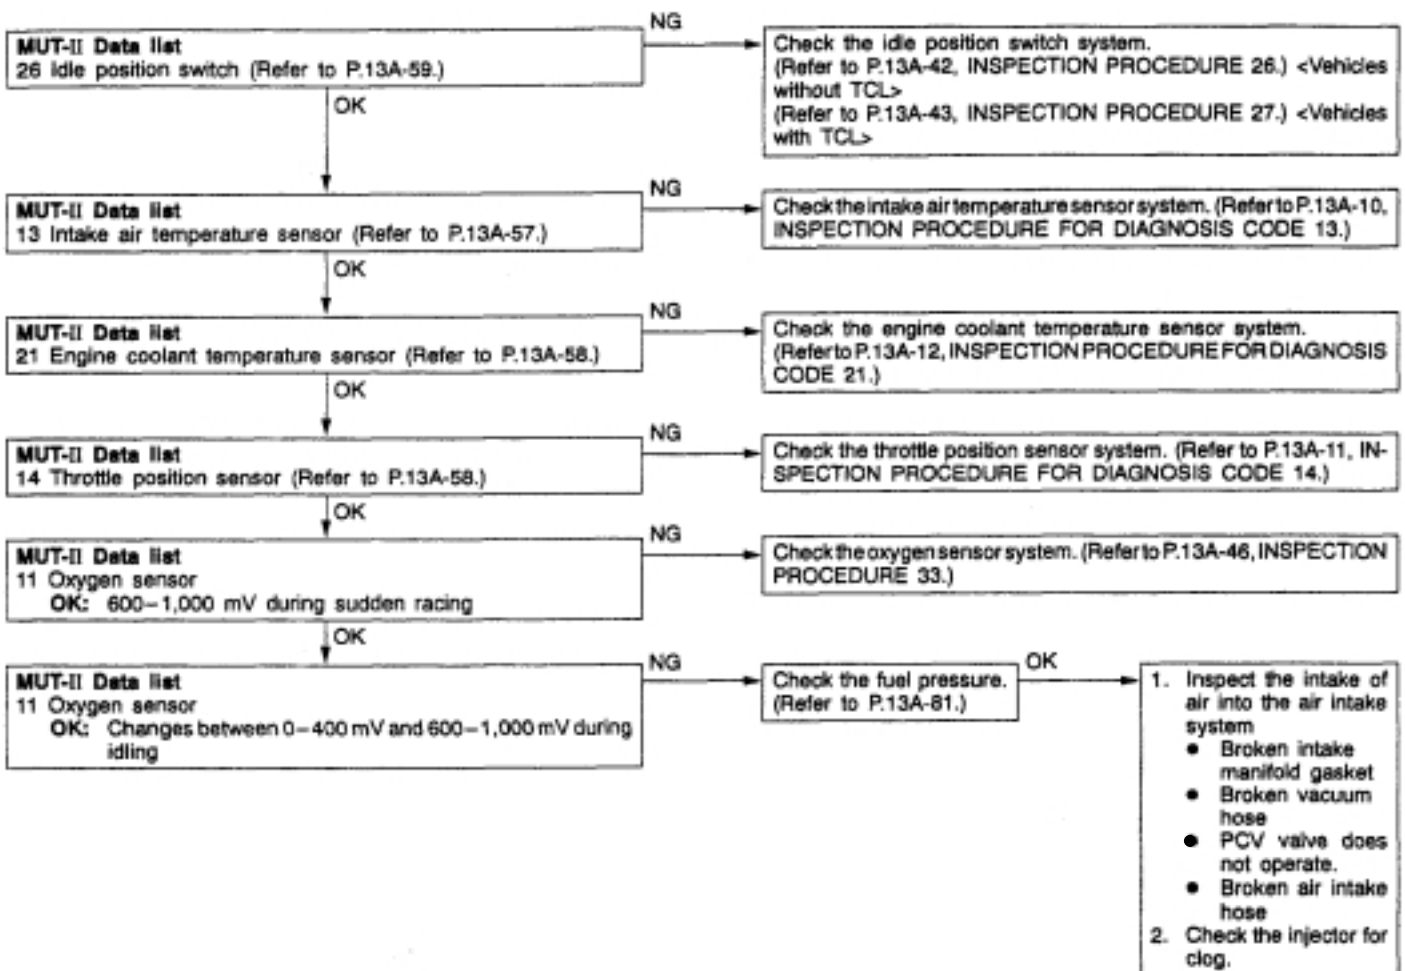 NG
MUT-II Data list
26 Idle position switch (Refer to P.13A-59.)
Check the idle position switch system.
(Refer to P.13A-42, INSPECTION PROCEDURE 26.) <Vehicles
without TCL>
(Refer to P.13A-43, INSPECTION PROCEDURE 27.) <Vehicles
with TCL>
OK
NG
MUT-II Data list
13 Intake air temperature sensor (Refer to P.13A-57.)
Check the intake air temperature sensor system. (Refer to P.13A-10,
INSPECTION PROCEDURE FOR DIAGNOSIS CODE 13.)
OK
NG
MUT-II Data list
21 Engine coolant temperature sensor (Refer to P.13A-58.)
Check the engine coolant temperature sensor system.
(Refer to P.13A-12, INSPECTION PROCEDURE FOR DIAGNOSIS
CODE 21.)
OK
NG
MUT-II Data list
14 Throttle position sensor (Refer to P.13A-58.)
Check the throttle position sensor system. (Refer to P.13A-11, IN-
SPECTION PROCEDURE FOR DIAGNOSIS CODE 14.)
OK
NG
MUT-II Data list
11 Oxygen sensor
OK: 600–1,000 mV during sudden racing
Check the oxygen sensor system. (Refer to P.13A-46, INSPECTION
PROCEDURE 33.)
OK
NG
MUT-II Data list
11 Oxygen sensor
OK: Changes between 0–400 mV and 600–1,000 mV during
idling
Check the fuel pressure.
(Refer to P.13A-81.)
OK
1. Inspect the intake of
air into the air intake
system
● Broken intake
manifold gasket
● Broken vacuum
hose
● PCV valve does
not operate.
● Broken air intake
hose
2. Check the injector for
clog.